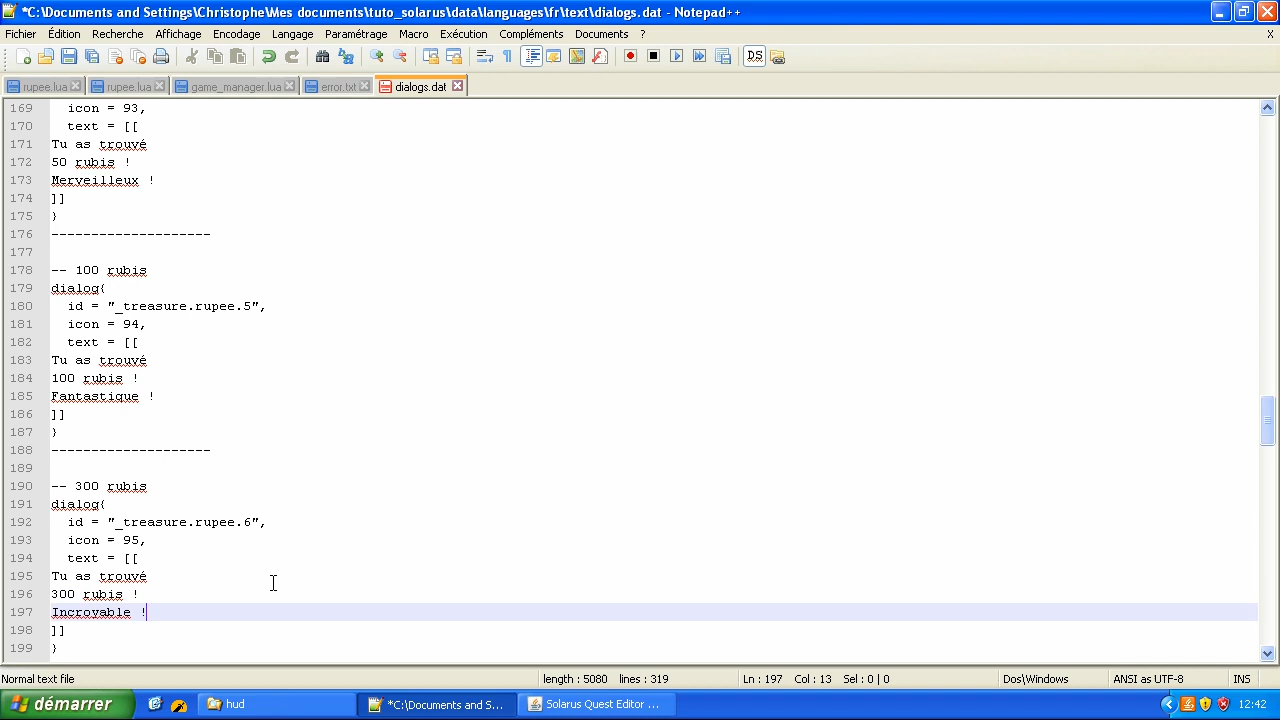 *C:\Documents and Settings\Christophe\Mes documents\tuto_solarus\data\languages\fr\text\dialogs.dat - Notepad++
Fichier Édition Recherche Affichage Encodage Langage Paramétrage Macro Exécution Compléments Documents ? X
rupee.lua rupee.lua game_manager.lua error.txt dialogs.dat
169 icon = 93,
170 text = [[
171 Tu as trouvé
172 50 rubis !
173 Merveilleux !
174 ]]
175 }
176 --------------------
177
178 -- 100 rubis
179 dialog{
180 id = "_treasure.rupee.5",
181 icon = 94,
182 text = [[
183 Tu as trouvé
184 100 rubis !
185 Fantastique !
186 ]]
187 }
188 --------------------
189
190 -- 300 rubis
191 dialog{
192 id = "_treasure.rupee.6",
193 icon = 95,
194 text = [[
195 Tu as trouvé
196 300 rubis !
197 Incroyable !
198 ]]
199 }
Normal text file length : 5080 lines : 319 Ln : 197 Col : 13 Sel : 0 | 0 Dos\Windows ANSI as UTF-8 INS
démarrer hud *C:\Documents and S... Solarus Quest Editor ... 12:42